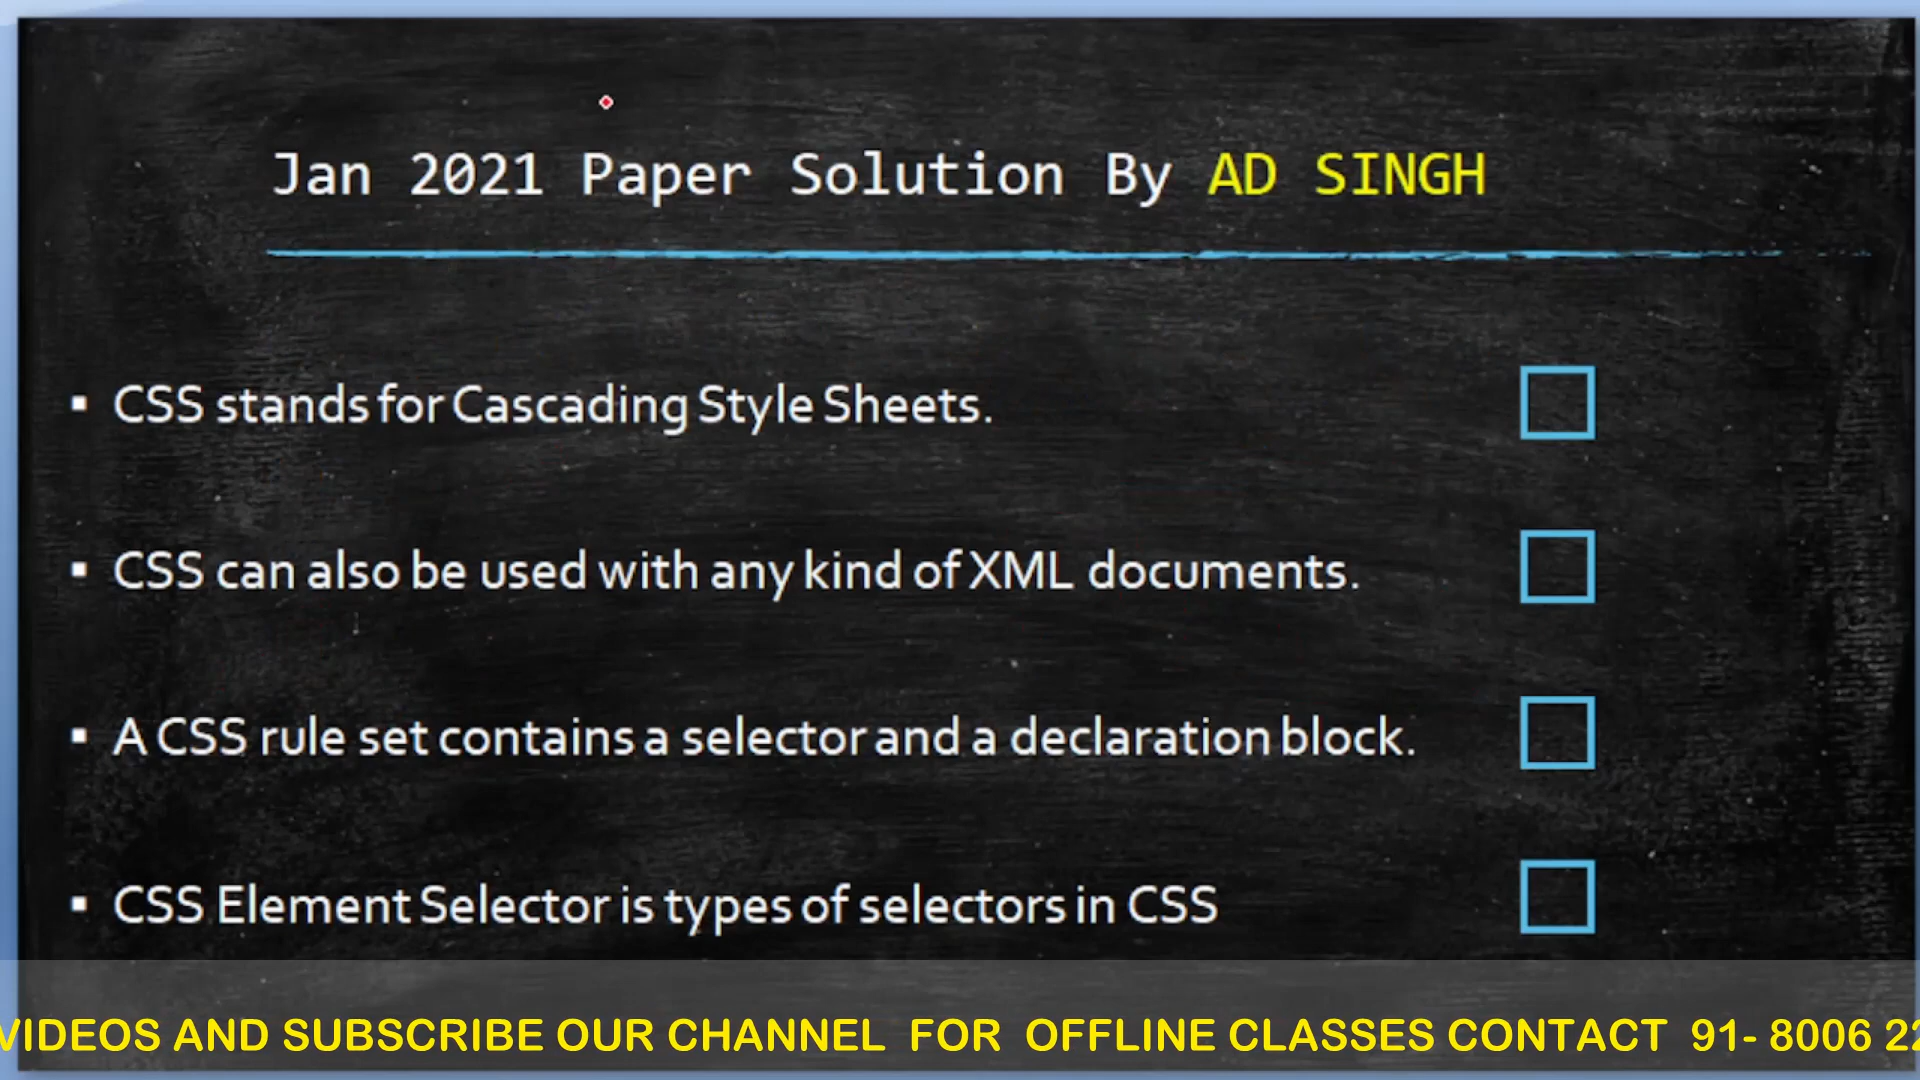 Jan 2021 Paper Solution By AD SINGH
▪ CSS stands for Cascading Style Sheets.
▪ CSS can also be used with any kind of XML documents.
▪ A CSS rule set contains a selector and a declaration block.
▪ CSS Element Selector is types of selectors in CSS
VIDEOS AND SUBSCRIBE OUR CHANNEL FOR OFFLINE CLASSES CONTACT 91- 8006 22